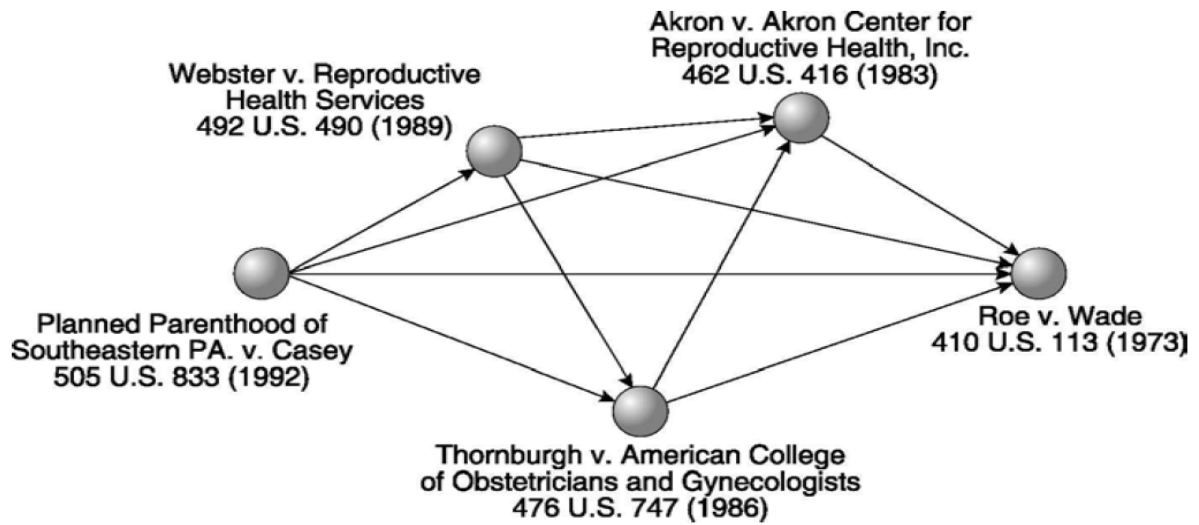 Akron v. Akron Center for
Reproductive Health, Inc.
462 U.S. 416 (1983)
Webster v. Reproductive
Health Services
492 U.S. 490 (1989)
Planned Parenthood of
Southeastern PA. v. Casey
505 U.S. 833 (1992)
Roe v. Wade
410 U.S. 113 (1973)
Thornburgh v. American College
of Obstetricians and Gynecologists
476 U.S. 747 (1986)